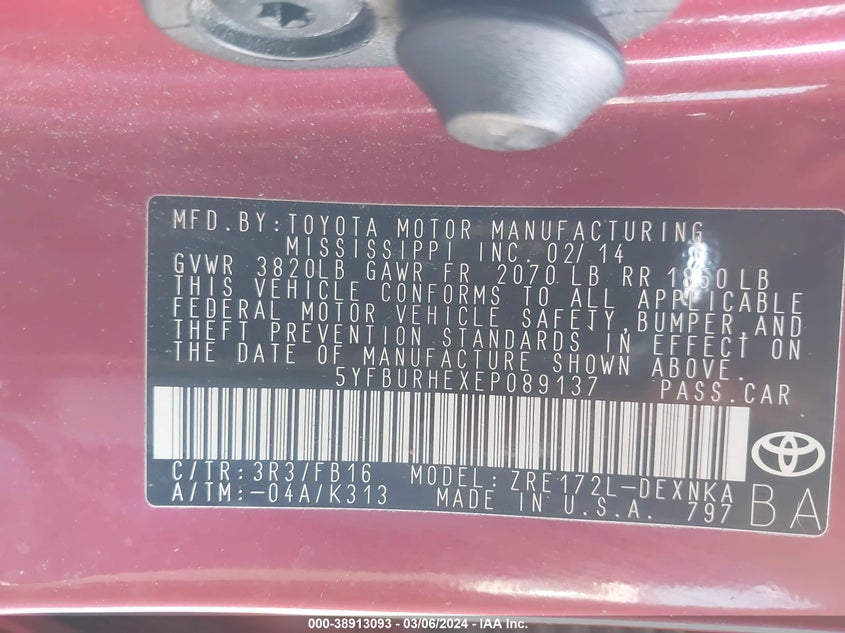 MFD. BY: TOYOTA MOTOR MANUFACTURING
MISSISSIPPI INC. 02/14
GVWR 3820LB GAWR FR 2070LB RR LB
THIS VEHICLE CONFORMS TO ALL APPLICABLE
FEDERAL MOTOR VEHICLE SAFETY, BUMPER, AND
THEFT PREVENTION STANDARDS IN EFFECT ON
THE DATE OF MANUFACTURE SHOWN ABOVE.
5YFBURHEXEP089137 PASS. CAR
C/TR: 3R3/FB16 MODEL: ZRE172L-DEXNKA
A/TM: -04A/K313 MADE IN U.S.A. 797
BA
000-38913093 — 03/06/2024 — IAA Inc.